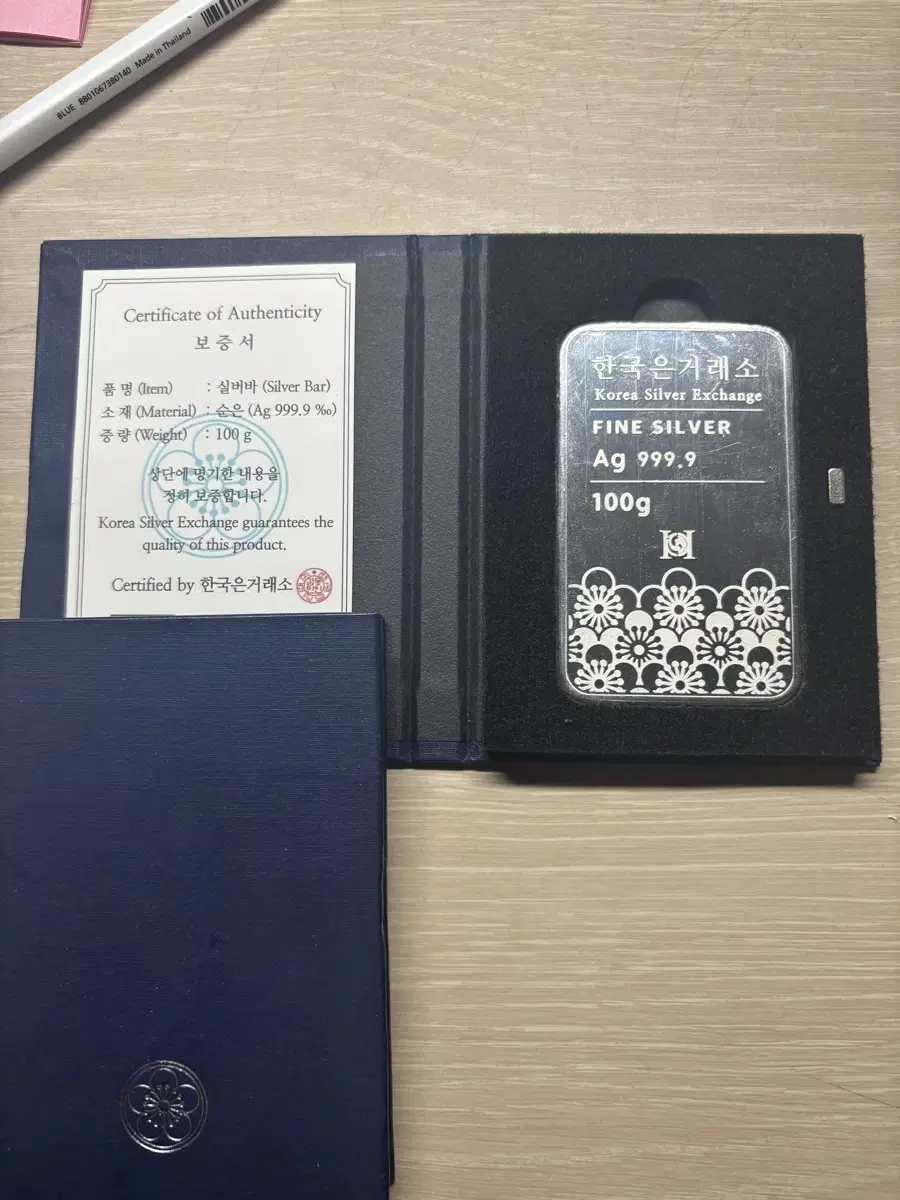 BLUE 8801067380140 Made in Thailand
Certificate of Authenticity
보증서
품 명 (Item) : 실버바 (Silver Bar)
소 재 (Material) : 순은 (Ag 999.9 ‰)
중 량 (Weight) : 100 g
상단에 명기한 내용을
정히 보증합니다.
Korea Silver Exchange guarantees the
quality of this product.
Certified by 한국은거래소
한국은거래소
Korea Silver Exchange
FINE SILVER
Ag 999.9
100g